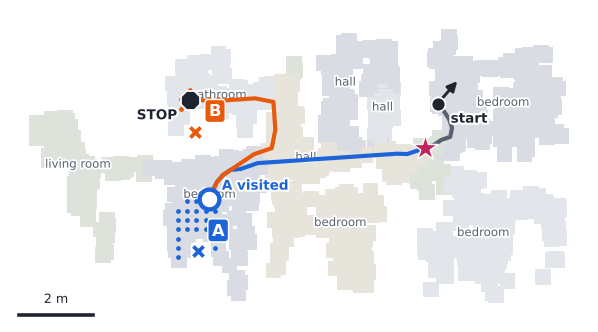 hall
bathroom
B
hall
bedroom
STOP
start
hall
living room
bedroom
A visited
A
bedroom
bedroom
2 m